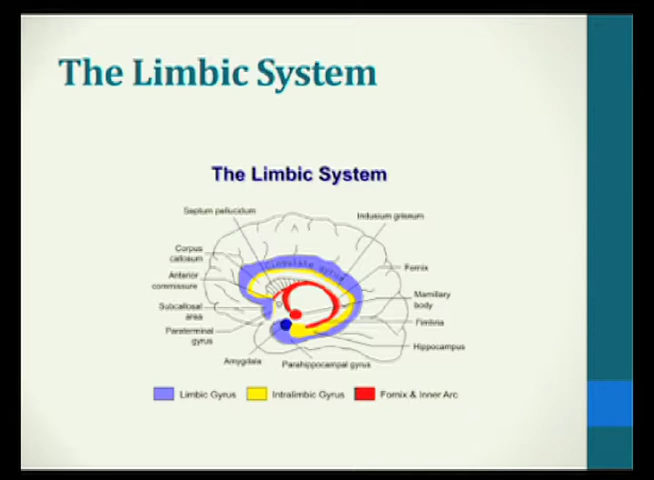 The Limbic System
The Limbic System
Septum pellucidum
Indusium griseum
Corpus
callosum
Cingulate gyrus
Fornix
Anterior
commissure
Mamillary
body
Subcallosal
area
Fimbria
Paraterminal
gyrus
Hippocampus
Amygdala
Parahippocampal gyrus
Limbic Gyrus
Intralimbic Gyrus
Fornix & Inner Arc